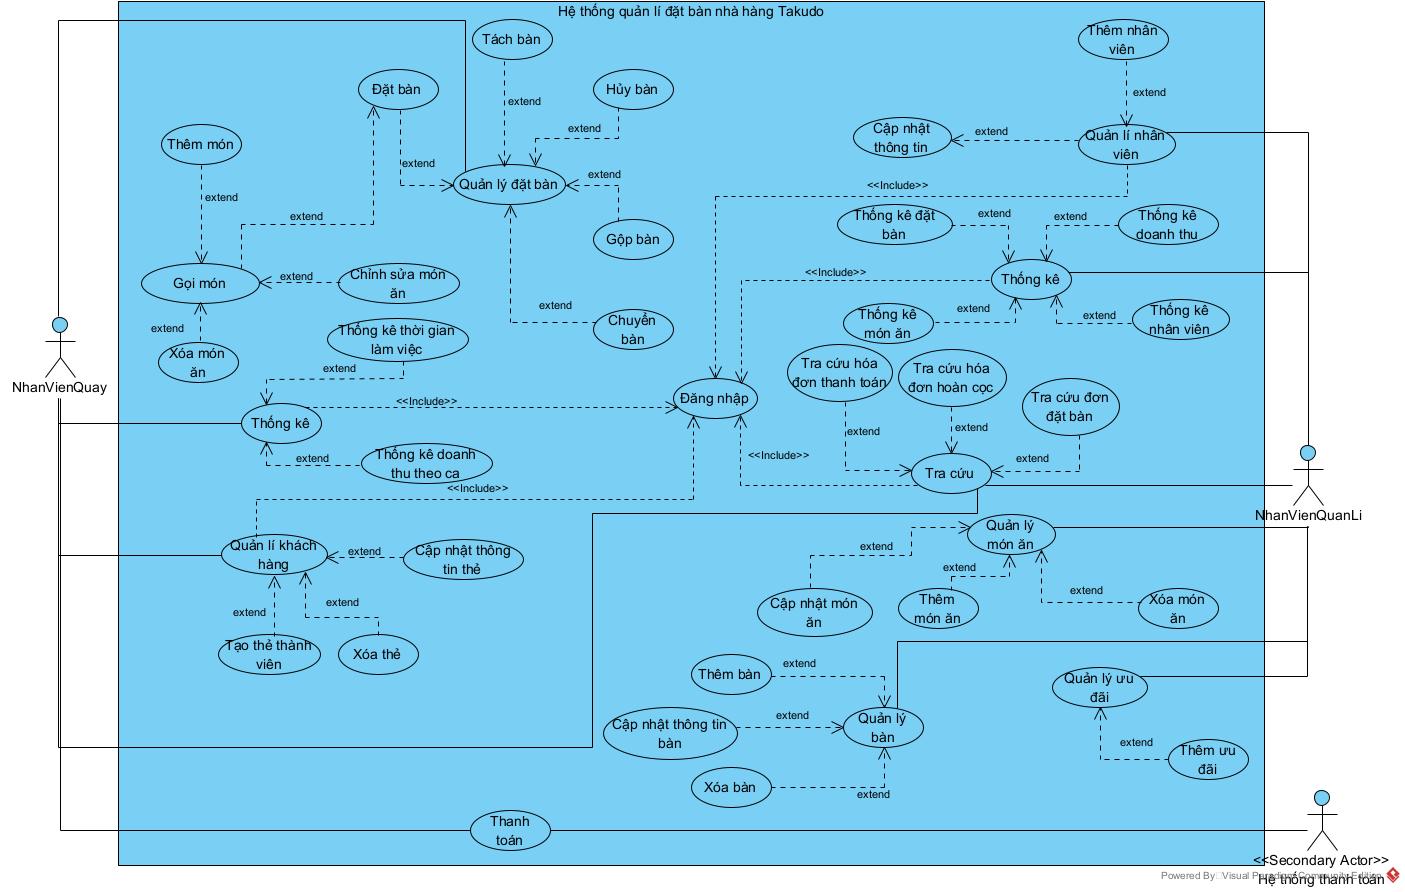 Hệ thống quản lí đặt bàn nhà hàng Takudo
Tách bàn
Thêm nhân
viên
Đặt bàn
Hủy bàn
extend
extend
extend
Thêm món
Cập nhật
thông tin
extend
Quản lí nhân
viên
extend
extend
Quản lý đặt bàn
extend
<<Include>>
extend
extend
Thống kê đặt
bàn
extend
extend
Thống kê
doanh thu
Gộp bàn
Gọi món
extend
Chỉnh sửa món
ăn
<<Include>>
Thống kê
extend
extend
Thống kê
món ăn
extend
extend
Thống kê
nhân viên
Chuyển
bàn
Thống kê thời gian
làm việc
Xóa món
ăn
extend
NhanVienQuay
Tra cứu hóa
đơn thanh toán
Tra cứu hóa
đơn hoàn cọc
Tra cứu đơn
đặt bàn
<<Include>>
Đăng nhập
Thống kê
extend
extend
extend
Thống kê doanh
thu theo ca
<<Include>>
extend
Tra cứu
<<Include>>
NhanVienQuanLi
Quản lí khách
hàng
extend
Cập nhật thông
tin thẻ
Quản lý
món ăn
extend
extend
extend
extend
extend
Cập nhật món
ăn
Thêm
món ăn
Xóa món
ăn
Tạo thẻ thành
viên
Xóa thẻ
Thêm bàn
extend
Quản lý ưu
đãi
Cập nhật thông tin
bàn
extend
Quản lý
bàn
extend
Thêm ưu
đãi
Xóa bàn
extend
Thanh
toán
<<Secondary Actor>>
Hệ thống thanh toán
Powered By Visual Paradigm Community Edition